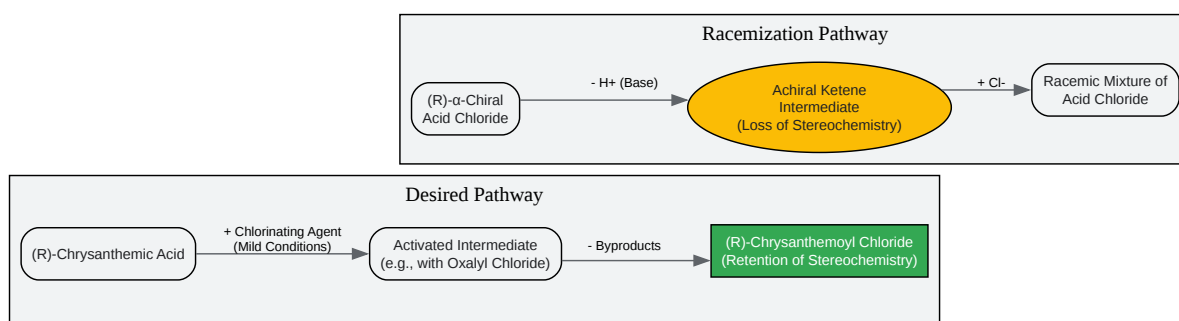 Racemization Pathway
(R)-α-Chiral
Acid Chloride
- H+ (Base)
Achiral Ketene
Intermediate
(Loss of Stereochemistry)
+ Cl-
Racemic Mixture of
Acid Chloride
Desired Pathway
(R)-Chrysanthemic Acid
+ Chlorinating Agent
(Mild Conditions)
Activated Intermediate
(e.g., with Oxalyl Chloride)
- Byproducts
(R)-Chrysanthemoyl Chloride
(Retention of Stereochemistry)